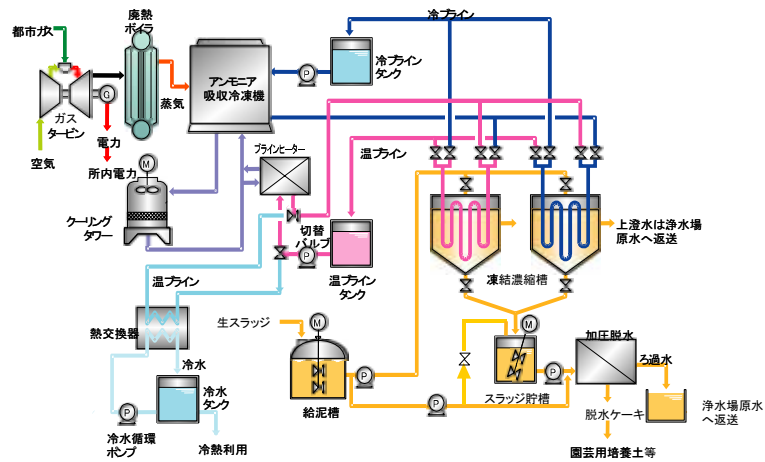 廃熱
ボイラ
都市ガス
冷ブライン
アンモニア
吸収冷凍機
P
冷ブライン
タンク
蒸気
G
ガス
タービン
電力
空気
所内電力
M
ブラインヒーター
温ブライン
クーリング
タワー
切替
バルブ
P
温ブライン
タンク
上澄水は浄水場
原水へ返送
温ブライン
凍結濃縮槽
熱交換器
生スラッジ
M
M
加圧脱水
冷水
ろ過水
P
P
冷水
タンク
P
P
給泥槽
スラッジ貯槽
脱水ケーキ
浄水場原水
へ返送
冷水循環
ポンプ
冷熱利用
園芸用培養土等